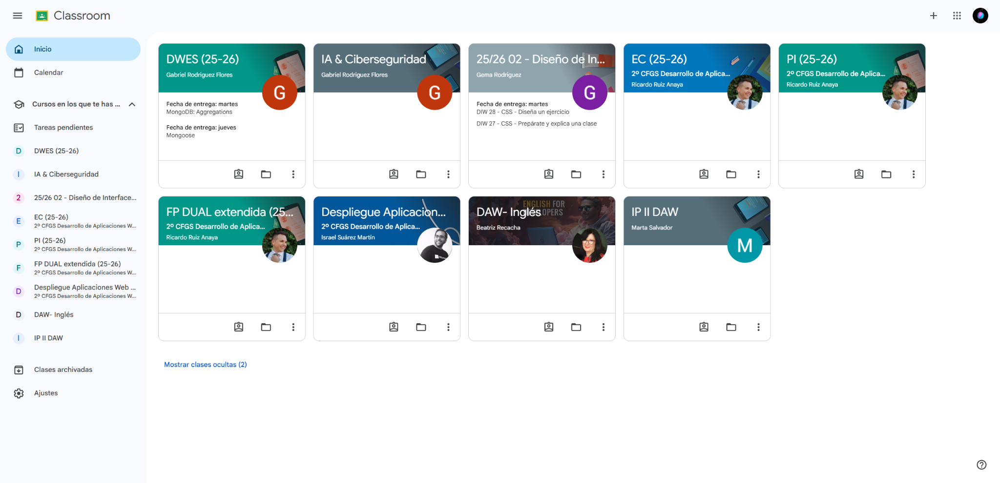 Classroom
Inicio
Calendar
Cursos en los que te has ...
Tareas pendientes
D
DWES (25-26)
I
IA & Ciberseguridad
2
25/26 02 - Diseño de Interface...
E
EC (25-26)
2º CFGS Desarrollo de Aplicaciones W...
P
PI (25-26)
2º CFGS Desarrollo de Aplicaciones W...
F
FP DUAL extendida (25-26)
2º CFGS Desarrollo de Aplicaciones W...
D
Despliegue Aplicaciones Web ...
2º CFGS Desarrollo de Aplicaciones W...
D
DAW- Inglés
I
IP II DAW
Clases archivadas
Ajustes
DWES (25-26)
Gabriel Rodriguez Flores
G
Fecha de entrega: martes
MongoDB: Aggregations
Fecha de entrega: jueves
Mongoose
IA & Ciberseguridad
Gabriel Rodriguez Flores
G
25/26 02 - Diseño de In...
Gema Rodriguez
G
Fecha de entrega: martes
DIW 28 - CSS - Diseña un ejercicio
DIW 27 - CSS - Prepárate y explica una clase
EC (25-26)
2º CFGS Desarrollo de Aplica...
Ricardo Ruiz Anaya
PI (25-26)
2º CFGS Desarrollo de Aplica...
Ricardo Ruiz Anaya
FP DUAL extendida (25...
2º CFGS Desarrollo de Aplica...
Ricardo Ruiz Anaya
Despliegue Aplicacion...
2º CFGS Desarrollo de Aplica...
Israel Suárez Martín
ENGLISH FOR
DAW- Inglés
Beatriz Recacha
IP II DAW
Marta Salvador
M
Mostrar clases ocultas (2)